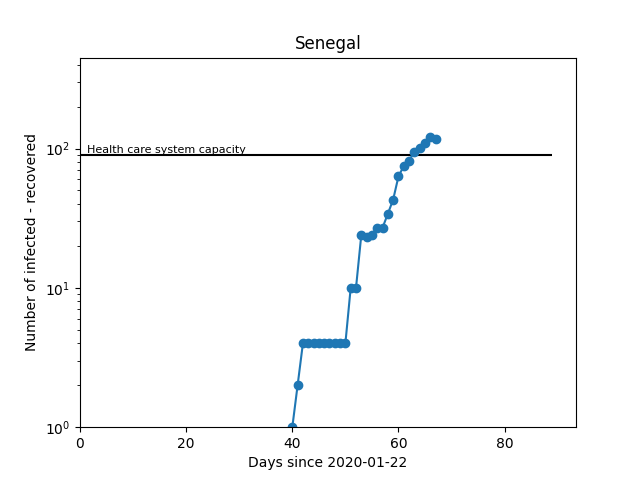 Senegal
Number of infected - recovered
10²
10¹
10⁰
Health care system capacity
0 20 40 60 80
Days since 2020-01-22